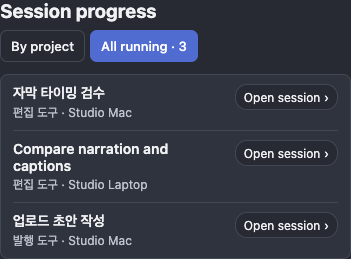 Session progress
By project
All running · 3
자막 타이밍 검수
Open session ›
편집 도구 · Studio Mac
Compare narration and
captions
Open session ›
편집 도구 · Studio Laptop
업로드 초안 작성
Open session ›
발행 도구 · Studio Mac